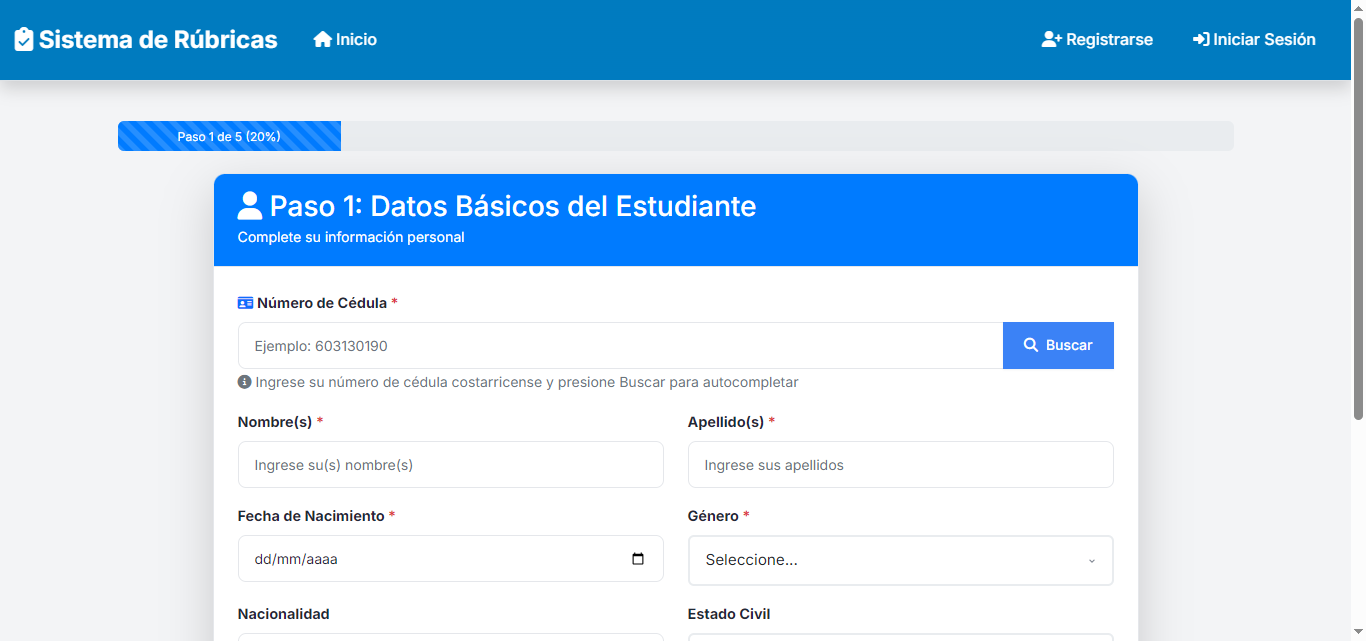 Sistema de Rúbricas Inicio Registrarse Iniciar Sesión
Paso 1 de 5 (20%)
Paso 1: Datos Básicos del Estudiante
Complete su información personal
Número de Cédula *
Ejemplo: 603130190 Buscar
Ingrese su número de cédula costarricense y presione Buscar para autocompletar
Nombre(s) * Apellido(s) *
Ingrese su(s) nombre(s) Ingrese sus apellidos
Fecha de Nacimiento * Género *
dd/mm/aaaa Seleccione...
Nacionalidad Estado Civil